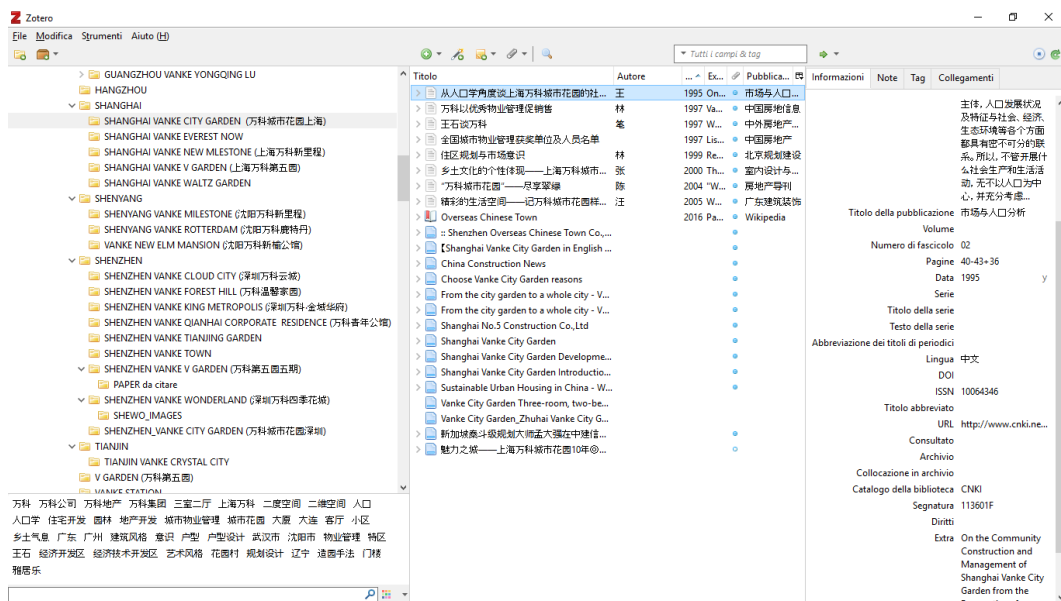 Zotero
File Modifica Strumenti Aiuto (H)
Tutti i campi & tag
GUANGZHOU VANKE YONGQING LU
HANGZHOU
SHANGHAI
SHANGHAI VANKE CITY GARDEN (万科城市花园上海)
SHANGHAI VANKE EVEREST NOW
SHANGHAI VANKE NEW MLESTONE (上海万科新里程)
SHANGHAI VANKE V GARDEN (上海万科第五园)
SHANGHAI VANKE WALTZ GARDEN
SHENYANG
SHENYANG VANKE MILESTONE (沈阳万科新里程)
SHENYANG VANKE ROTTERDAM (沈阳万科鹿特丹)
VANKE NEW ELM MANSION (沈阳万科新榆公馆)
SHENZHEN
SHENZHEN VANKE CLOUD CITY (深圳万科云城)
SHENZHEN VANKE FOREST HILL (万科温馨家园)
SHENZHEN VANKE KING METROPOLIS (深圳万科·金域华府)
SHENZHEN VANKE QIANHAI CORPORATE RESIDENCE (万科青年公馆)
SHENZHEN VANKE TIANJING GARDEN
SHENZHEN VANKE TOWN
SHENZHEN VANKE V GARDEN (万科第五园五期)
PAPER da citare
SHENZHEN VANKE WONDERLAND (深圳万科四季花城)
SHEWO_IMAGES
SHENZHEN_VANKE CITY GARDEN (万科城市花园深圳)
TIANJIN
TIANJIN VANKE CRYSTAL CITY
V GARDEN (万科第五园)
VANKE STATION
万科 万科公司 万科地产 万科集团 三室二厅 上海万科 二度空间 二维空间 人口
人口学 住宅开发 园林 地产开发 城市物业管理 城市花园 大厦 大连 客厅 小区
乡土气息 广东 广州 建筑风格 意识 户型 户型设计 武汉市 沈阳市 物业管理 特区
王石 经济开发区 经济技术开发区 艺术风格 花园村 规划设计 辽宁 造园手法 门楼
雅居乐
Titolo Autore ... Ex... Pubblica...
从人口学角度谈上海万科城市花园的社... 王 1995 On... 市场与人口...
万科以优秀物业管理促销售 林 1997 Va... 中国房地信息
王石谈万科 笔 1997 W... 中外房地产...
全国城市物业管理获奖单位及人员名单 1997 Lis... 中国房地产
住区规划与市场意识 林 1999 Re... 北京规划建设
乡土文化的个性体现——上海万科城市... 张 2000 Th... 室内设计与...
“万科城市花园”——尽享翠缘 陈 2004 "W... 房地产导刊
精彩的生活空间——记万科城市花园样... 汪 2005 W... 广东建筑装饰
Overseas Chinese Town 2016 Pa... Wikipedia
:: Shenzhen Overseas Chinese Town Co.,...
【Shanghai Vanke City Garden in English ...
China Construction News
Choose Vanke City Garden reasons
From the city garden to a whole city - V...
From the city garden to a whole city - V...
Shanghai No.5 Construction Co.,Ltd
Shanghai Vanke City Garden
Shanghai Vanke City Garden Developme...
Shanghai Vanke City Garden Introductio...
Sustainable Urban Housing in China - W...
Vanke City Garden Three-room, two-be...
Vanke City Garden_Zhuhai Vanke City G...
新加坡泰斗级规划大师孟大强在中建信...
魅力之城——上海万科城市花园10年◎...
Informazioni Note Tag Collegamenti
主体, 人口发展状况
及特征与社会、经济、
生态环境等各个方面
都具有密不可分的联
系。所以, 不管开展什
么社会生产和生活活
动, 无不以人口为中
心, 并充分考虑...
Titolo della pubblicazione 市场与人口分析
Volume
Numero di fascicolo 02
Pagine 40-43+36
Data 1995 y
Serie
Titolo della serie
Testo della serie
Abbreviazione dei titoli di periodici
Lingua 中文
DOI
ISSN 10064346
Titolo abbreviato
URL http://www.cnki.ne...
Consultato
Archivio
Collocazione in archivio
Catalogo della biblioteca CNKI
Segnatura 113601F
Diritti
Extra On the Community
Construction and
Management of
Shanghai Vanke City
Garden from the